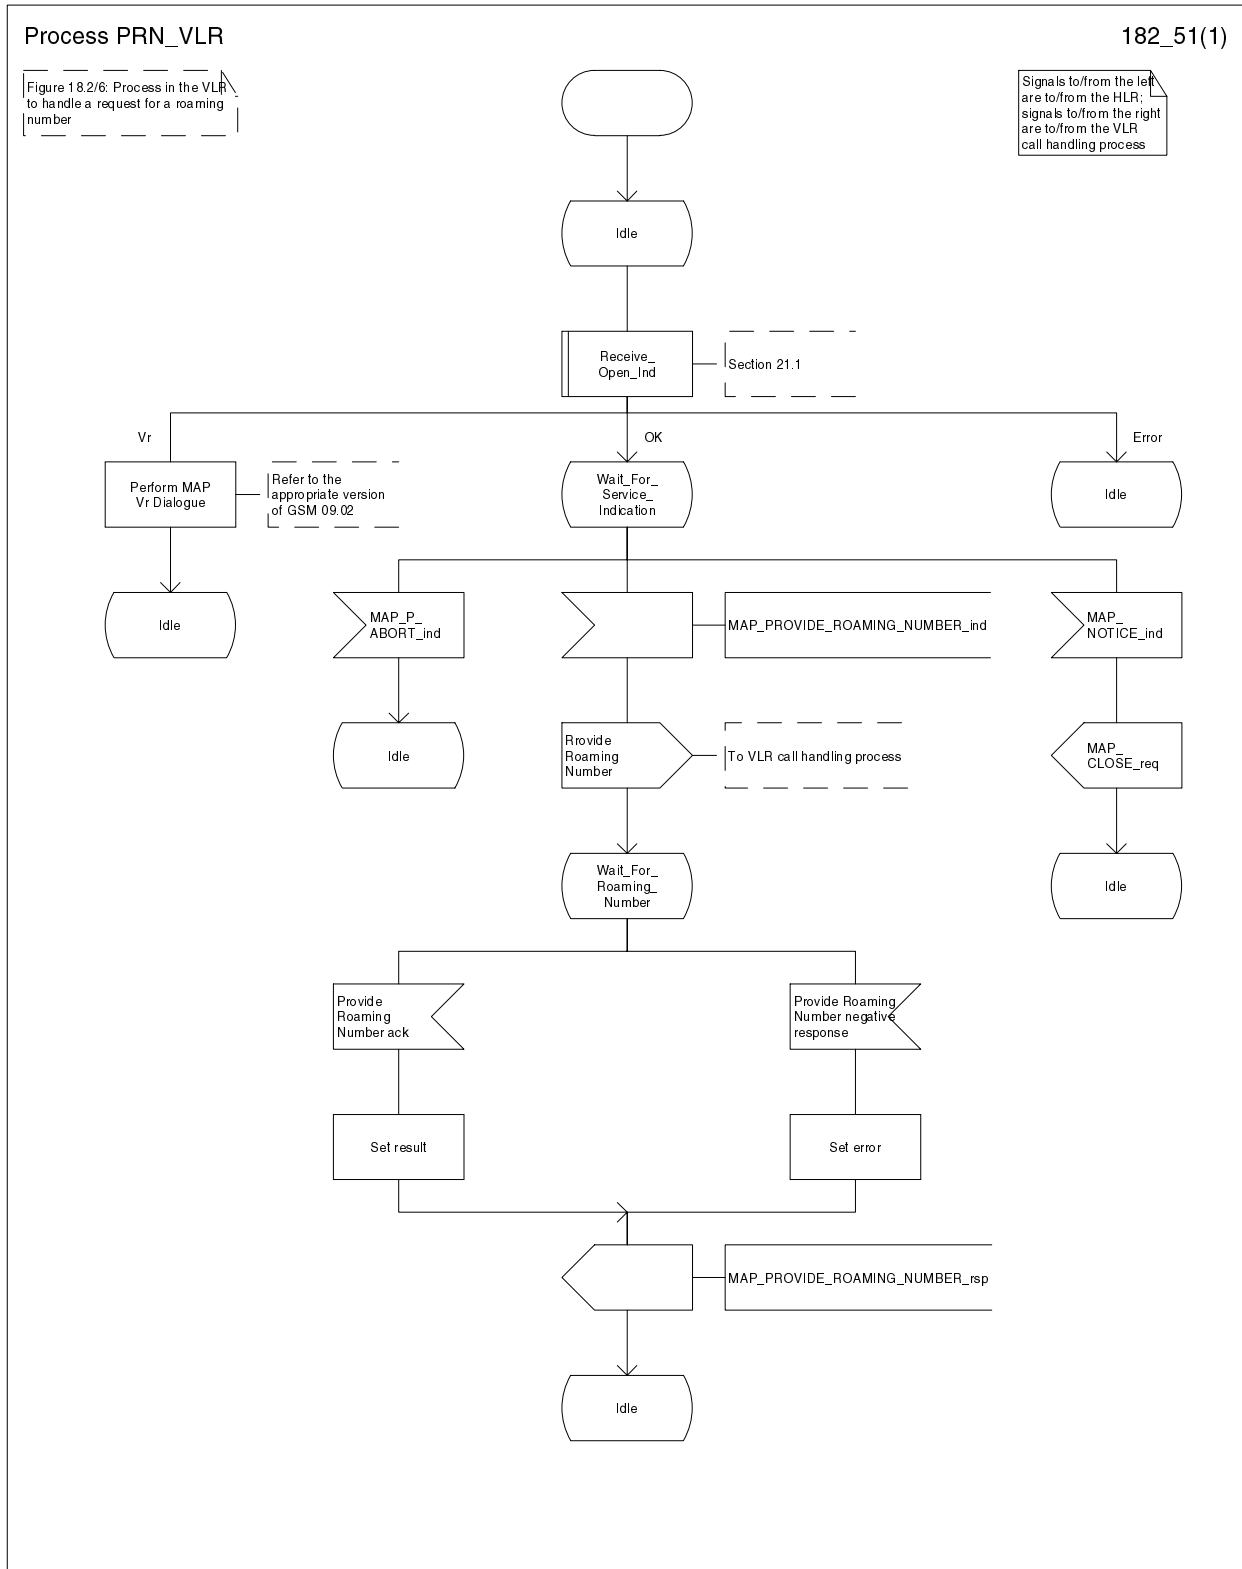 Process PRN_VLR
182_51(1)
Figure 18.2/6: Process in the VLR
to handle a request for a roaming
number
Signals to/from the left
are to/from the HLR;
signals to/from the right
are to/from the VLR
call handling process
Idle
Receive_
Open_Ind
Section 21.1
Vr
OK
Error
Perform MAP
Vr Dialogue
Refer to the
appropriate version
of GSM 09.02
Wait_For_
Service_
Indication
Idle
Idle
MAP_P_
ABORT_ind
MAP_PROVIDE_ROAMING_NUMBER_ind
MAP_
NOTICE_ind
Idle
Rrovide
Roaming
Number
To VLR call handling process
MAP_
CLOSE_req
Wait_For_
Roaming_
Number
Idle
Provide
Roaming
Number ack
Provide Roaming
Number negative
response
Set result
Set error
MAP_PROVIDE_ROAMING_NUMBER_rsp
Idle